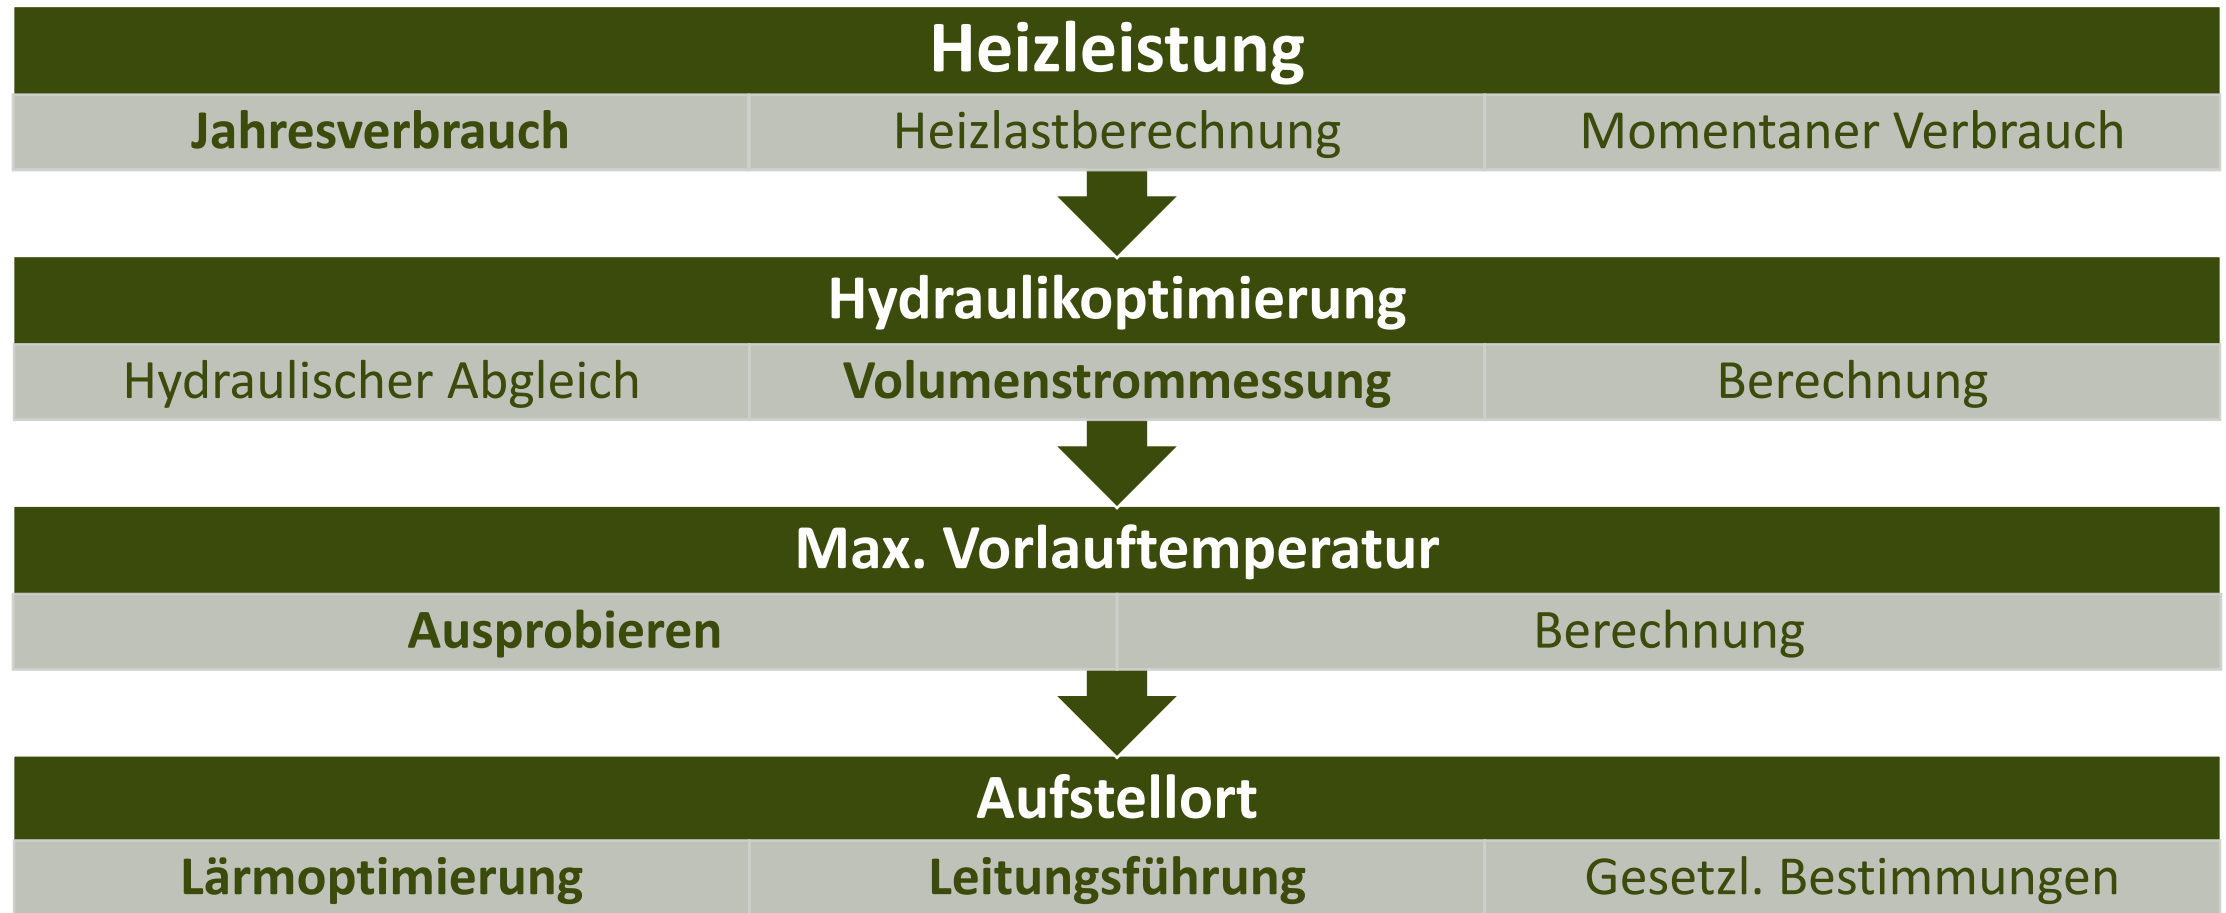 Heizleistung
Jahresverbrauch Heizlastberechnung Momentaner Verbrauch
Hydraulikoptimierung
Hydraulischer Abgleich Volumenstrommessung Berechnung
Max. Vorlauftemperatur
Ausprobieren Berechnung
Aufstellort
Lärmoptimierung Leitungsführung Gesetzl. Bestimmungen